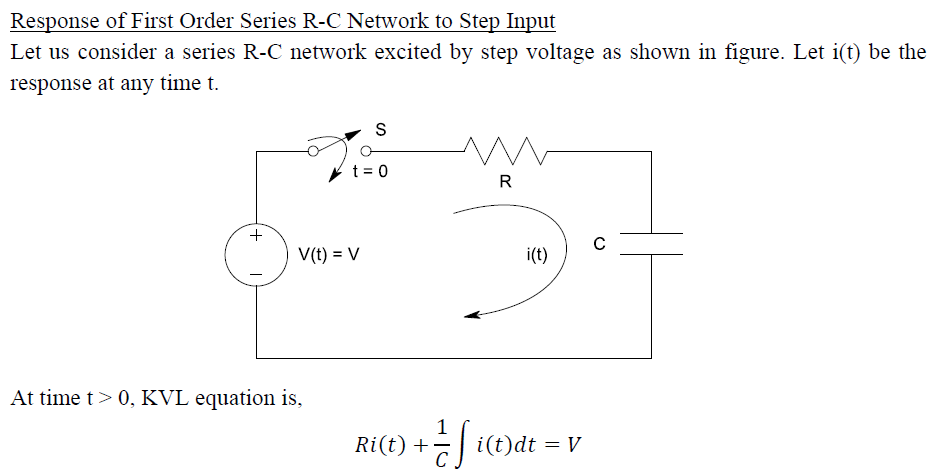 Response of First Order Series R-C Network to Step Input
Let us consider a series R-C network excited by step voltage as shown in figure. Let i(t) be the
response at any time t.
S
t = 0
R
+
V(t) = V
i(t)
C
At time t > 0, KVL equation is,
Ri(t) + 1/C ∫ i(t)dt = V